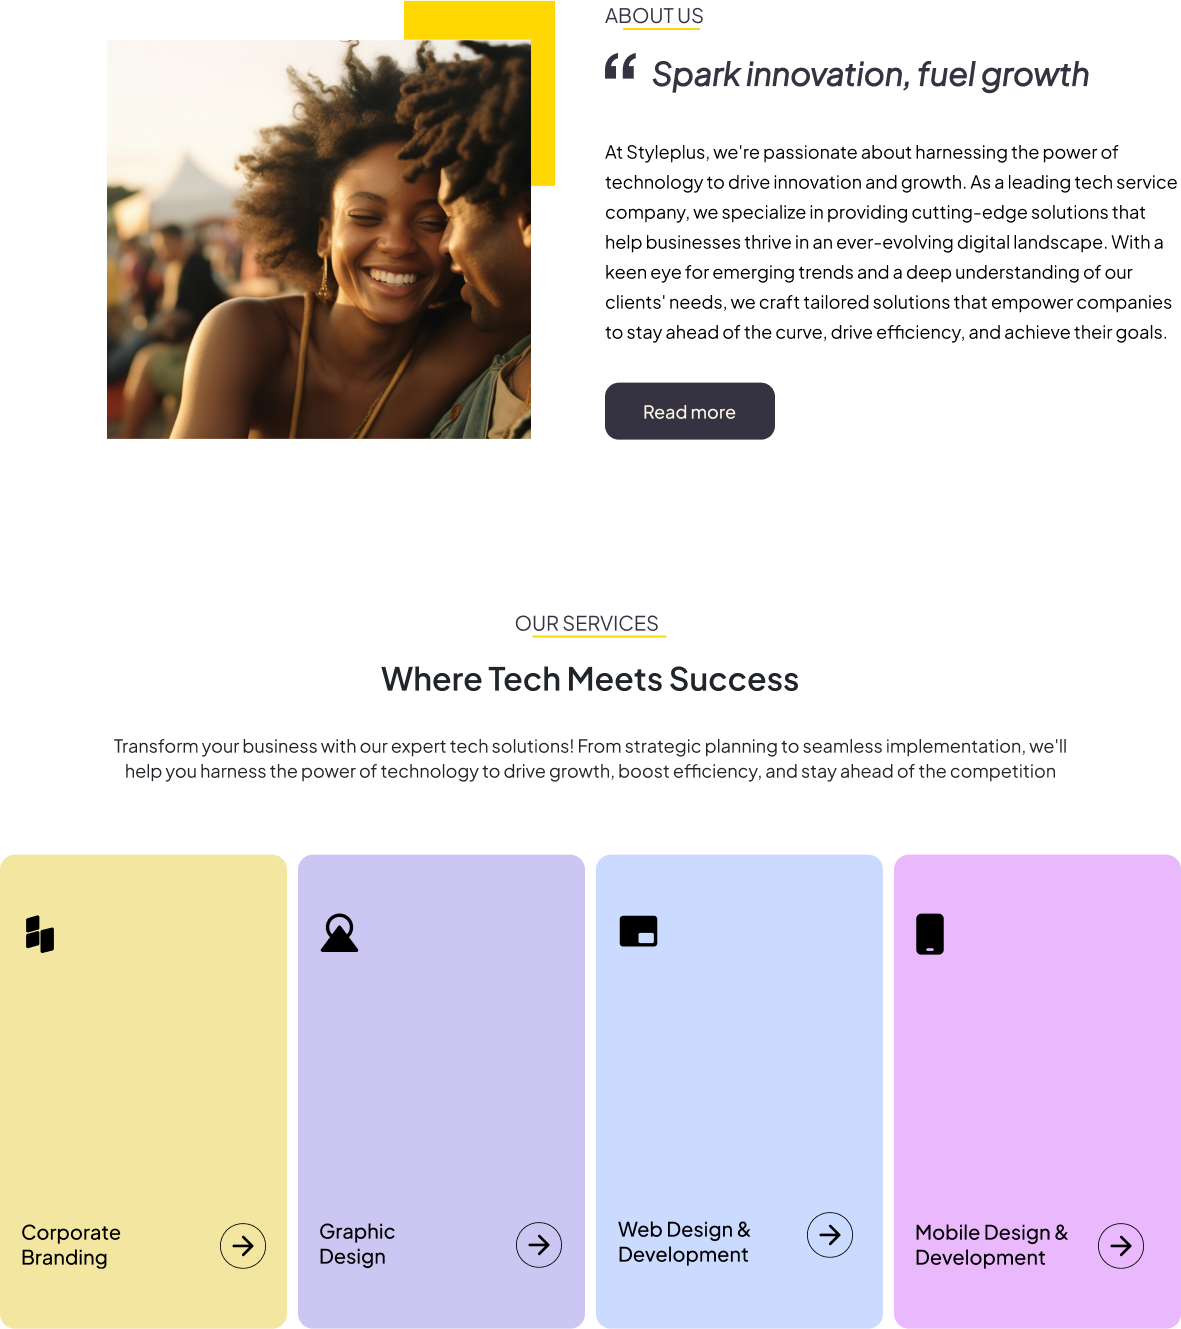 ABOUT US
“ Spark innovation, fuel growth
At Styleplus, we're passionate about harnessing the power of
technology to drive innovation and growth. As a leading tech service
company, we specialize in providing cutting-edge solutions that
help businesses thrive in an ever-evolving digital landscape. With a
keen eye for emerging trends and a deep understanding of our
clients' needs, we craft tailored solutions that empower companies
to stay ahead of the curve, drive efficiency, and achieve their goals.
Read more
OUR SERVICES
Where Tech Meets Success
Transform your business with our expert tech solutions! From strategic planning to seamless implementation, we'll
help you harness the power of technology to drive growth, boost efficiency, and stay ahead of the competition
Corporate
Branding
Graphic
Design
Web Design &
Development
Mobile Design &
Development